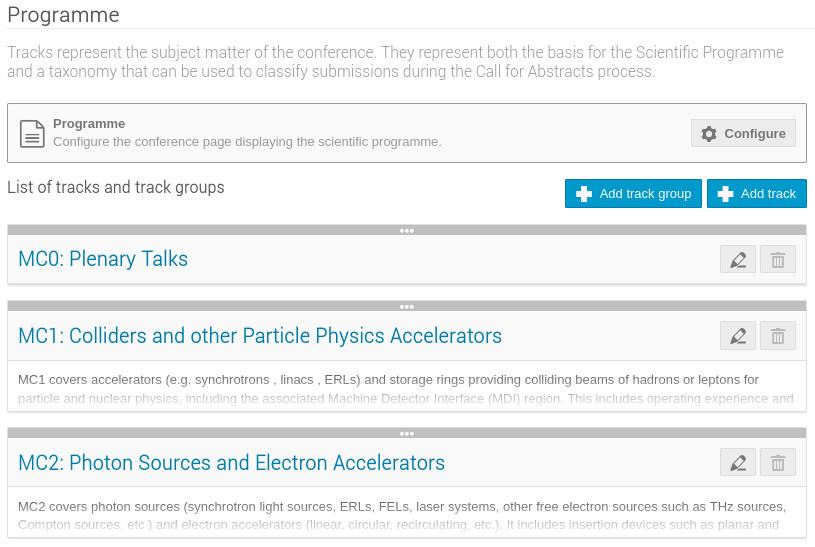 Programme
Tracks represent the subject matter of the conference. They represent both the basis for the Scientific Programme
and a taxonomy that can be used to classify submissions during the Call for Abstracts process.
Programme
Configure the conference page displaying the scientific programme.
Configure
List of tracks and track groups
Add track group
Add track
MC0: Plenary Talks
MC1: Colliders and other Particle Physics Accelerators
MC1 covers accelerators (e.g. synchrotrons , linacs , ERLs) and storage rings providing colliding beams of hadrons or leptons for
particle and nuclear physics, including the associated Machine Detector Interface (MDI) region. This includes operating experience and
MC2: Photon Sources and Electron Accelerators
MC2 covers photon sources (synchrotron light sources, ERLs, FELs, laser systems, other free electron sources such as THz sources,
Compton sources, etc ) and electron accelerators (linear, circular, recirculating, etc.). It includes insertion devices such as planar and